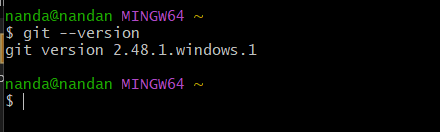 nanda@nandan MINGW64 ~
$ git --version
git version 2.48.1.windows.1
nanda@nandan MINGW64 ~
$